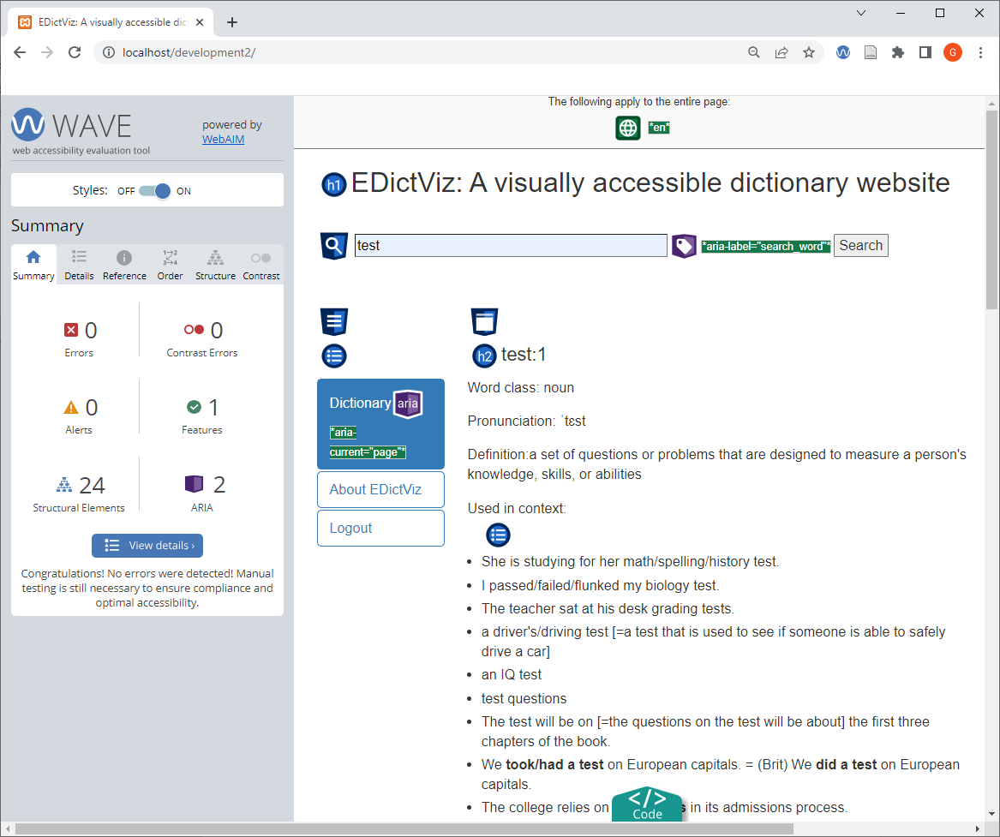 EDictViz: A visually accessible dic
localhost/development2/
G
WAVE
web accessibility evaluation tool
powered by
WebAIM
Styles: OFF ON
Summary
Summary Details Reference Order Structure Contrast
0 Errors
0 Contrast Errors
0 Alerts
1 Features
24 Structural Elements
2 ARIA
View details ›
Congratulations! No errors were detected! Manual
testing is still necessary to ensure compliance and
optimal accessibility.
The following apply to the entire page:
*en*
h1 EDictViz: A visually accessible dictionary website
test *aria-label="search_word"* Search
Dictionary aria
*aria-
current="page"*
About EDictViz
Logout
h2 test:1
Word class: noun
Pronunciation: ˈtɛst
Definition:a set of questions or problems that are designed to measure a person's
knowledge, skills, or abilities
Used in context:
• She is studying for her math/spelling/history test.
• I passed/failed/flunked my biology test.
• The teacher sat at his desk grading tests.
• a driver's/driving test [=a test that is used to see if someone is able to safely
drive a car]
• an IQ test
• test questions
• The test will be on [=the questions on the test will be about] the first three
chapters of the book.
• We took/had a test on European capitals. = (Brit) We did a test on European
capitals.
• The college relies on in its admissions process.
</> Code